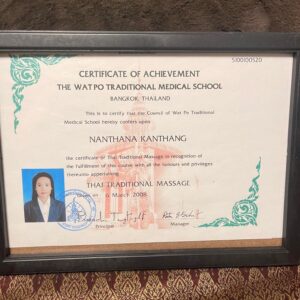 5100100520
CERTIFICATE OF ACHIEVEMENT
THE WAT PO TRADITIONAL MEDICAL SCHOOL
BANGKOK, THAILAND
This is to certify that the Council of Wat Po Traditional
Medical School hereby confers upon
NANTHANA KANTHANG
the certificate of Thai Traditional Massage in recognition of
the fulfillment of this course with all the honours and privileges
thereunto appertaining
THAI TRADITIONAL MASSAGE
March 2008
Principal
Manager